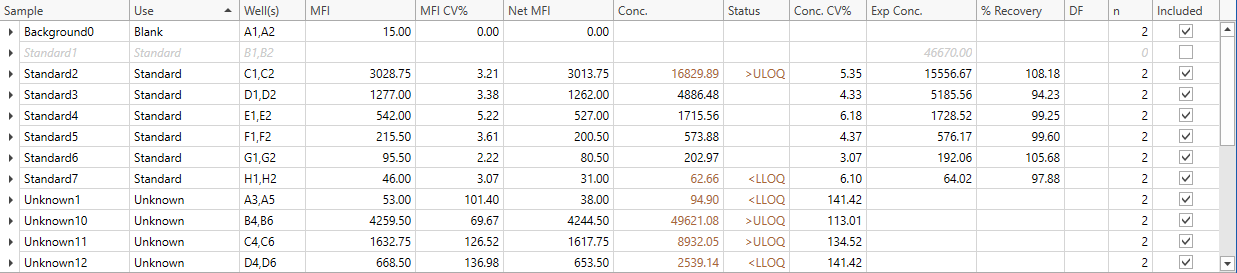 Sample Use Well(s) MFI MFI CV% Net MFI Conc. Status Conc. CV% Exp Conc. % Recovery DF n Included
Background0 Blank A1,A2 15.00 0.00 0.00 2
Standard1 Standard B1,B2 46670.00 0
Standard2 Standard C1,C2 3028.75 3.21 3013.75 16829.89 >ULOQ 5.35 15556.67 108.18 2
Standard3 Standard D1,D2 1277.00 3.38 1262.00 4886.48 4.33 5185.56 94.23 2
Standard4 Standard E1,E2 542.00 5.22 527.00 1715.56 6.18 1728.52 99.25 2
Standard5 Standard F1,F2 215.50 3.61 200.50 573.88 4.37 576.17 99.60 2
Standard6 Standard G1,G2 95.50 2.22 80.50 202.97 3.07 192.06 105.68 2
Standard7 Standard H1,H2 46.00 3.07 31.00 62.66 <LLOQ 6.10 64.02 97.88 2
Unknown1 Unknown A3,A5 53.00 101.40 38.00 94.90 <LLOQ 141.42 2
Unknown10 Unknown B4,B6 4259.50 69.67 4244.50 49621.08 >ULOQ 113.01 2
Unknown11 Unknown C4,C6 1632.75 126.52 1617.75 8932.05 >ULOQ 134.52 2
Unknown12 Unknown D4,D6 668.50 136.98 653.50 2539.14 <LLOQ 141.42 2